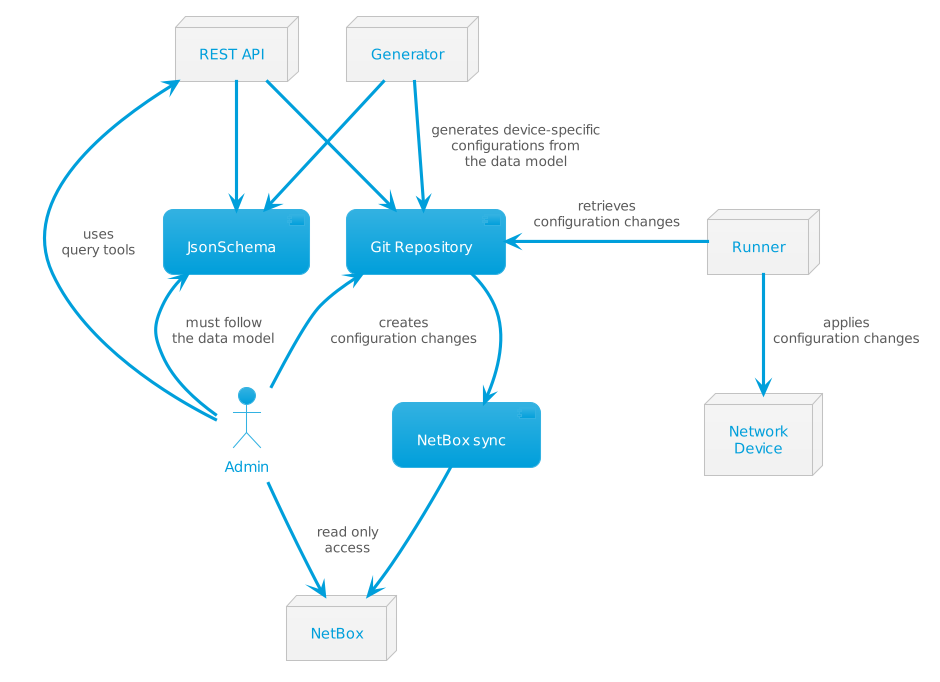 REST API
Generator
generates device-specific
configurations from
the data model
retrieves
configuration changes
uses
query tools
JsonSchema
Git Repository
Runner
must follow
the data model
creates
configuration changes
applies
configuration changes
Admin
NetBox sync
Network
Device
read only
access
NetBox